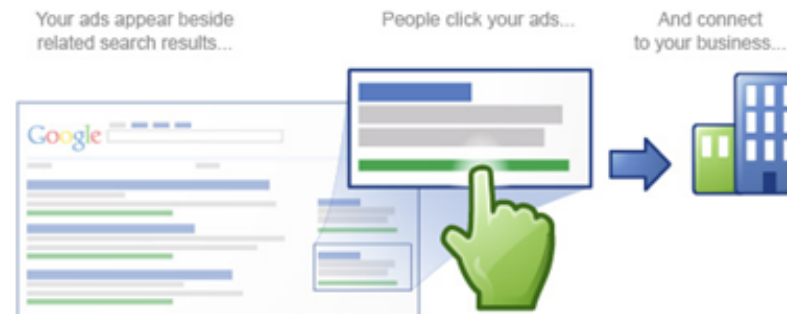 Your ads appear beside
related search results...
People click your ads...
And connect
to your business...
Google